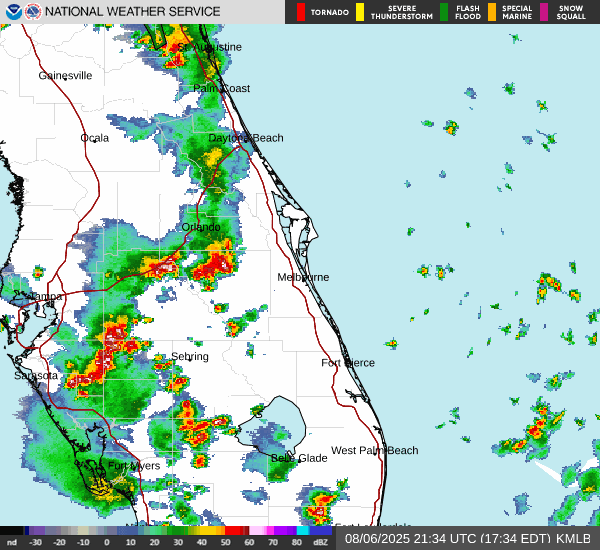 NATIONAL WEATHER SERVICE
TORNADO
SEVERE THUNDERSTORM
FLASH FLOOD
SPECIAL MARINE
SNOW SQUALL
St. Augustine
Gainesville
Palm Coast
Ocala
Daytona Beach
Orlando
Melbourne
Tampa
Sebring
Fort Pierce
Sarasota
West Palm Beach
Belle Glade
Fort Myers
nd -30 -20 -10 0 10 20 30 40 50 60 70 80 dBZ
08/06/2025 21:34 UTC (17:34 EDT) KMLB